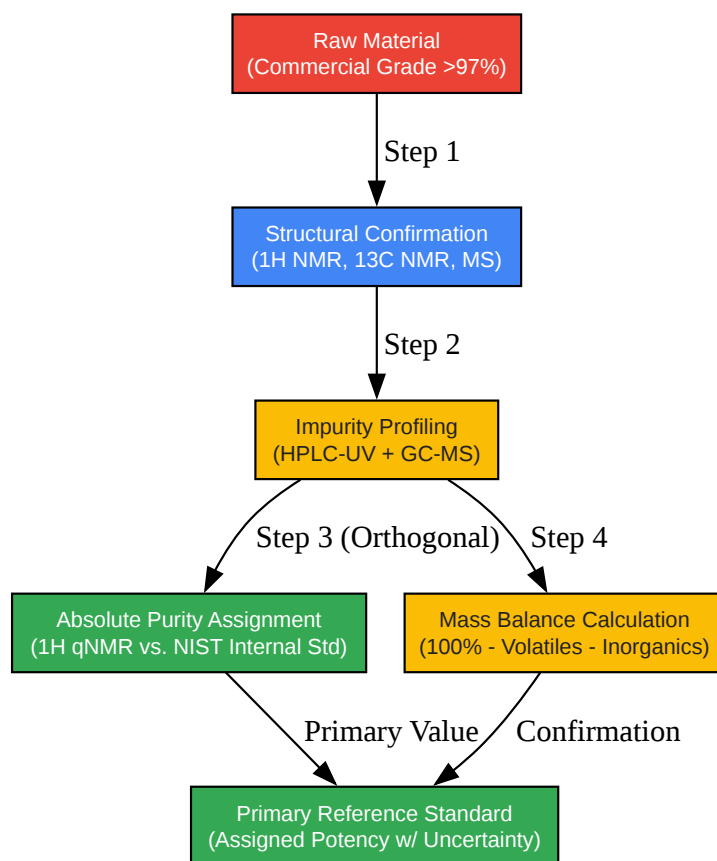 Raw Material
(Commercial Grade >97%)
Step 1
Structural Confirmation
(1H NMR, 13C NMR, MS)
Step 2
Impurity Profiling
(HPLC-UV + GC-MS)
Step 3 (Orthogonal)
Step 4
Absolute Purity Assignment
(1H qNMR vs. NIST Internal Std)
Mass Balance Calculation
(100% - Volatiles - Inorganics)
Primary Value
Confirmation
Primary Reference Standard
(Assigned Potency w/ Uncertainty)